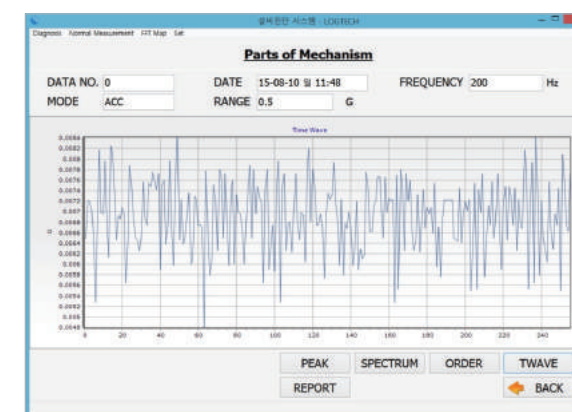 설비진단 시스템 - LOGTECH
Diagnosis Normal Measurement FFT Map Set
Parts of Mechanism
DATA NO. 0 DATE 15-08-10 월 11:48 FREQUENCY 200 Hz
MODE ACC RANGE 0.5 G
Time Wave
0.0084
0.0082
0.008
0.0078
0.0076
0.0074
0.0072
0.007
0.0068
0.0066
0.0064
0.0062
0.006
0.0058
0.0056
0.0054
0.0052
0.005
0.0048
G
0 20 40 60 80 100 120 140 160 180 200 220 240
PEAK SPECTRUM ORDER TWAVE
REPORT BACK